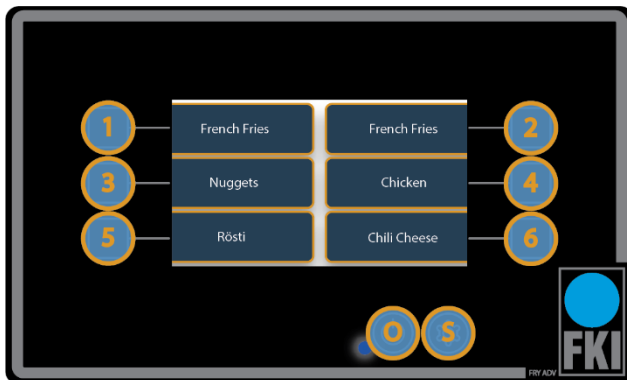 1 French Fries French Fries 2
3 Nuggets Chicken 4
5 Rösti Chili Cheese 6
O S
FKI
FRY ADV